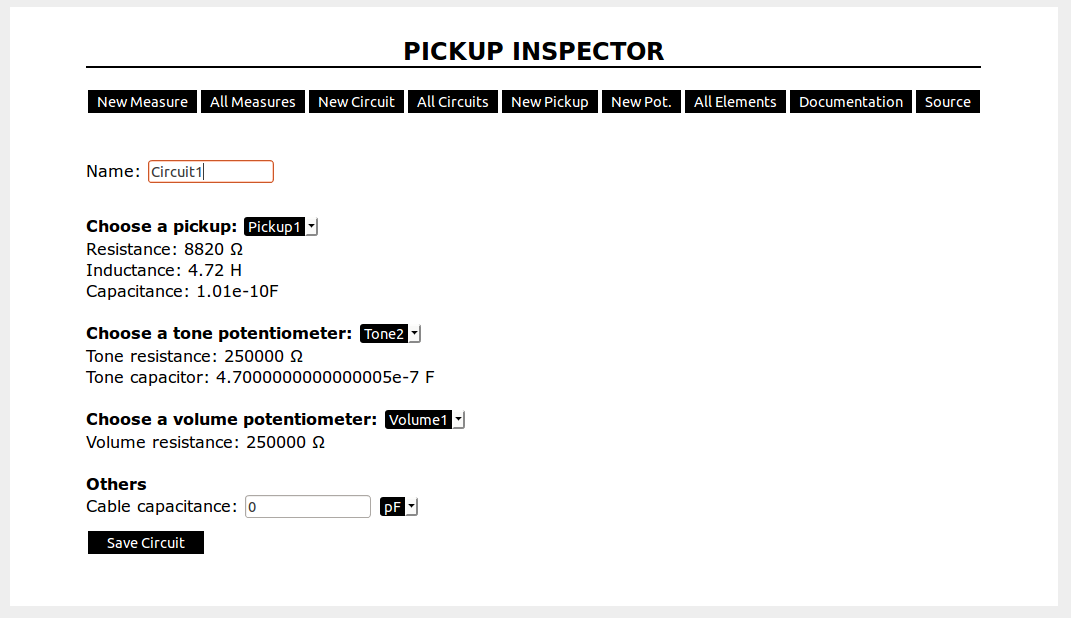 PICKUP INSPECTOR
New Measure All Measures New Circuit All Circuits New Pickup New Pot. All Elements Documentation Source
Name: Circuit1
Choose a pickup: Pickup1
Resistance: 8820 Ω
Inductance: 4.72 H
Capacitance: 1.01e-10F
Choose a tone potentiometer: Tone2
Tone resistance: 250000 Ω
Tone capacitor: 4.7000000000000005e-7 F
Choose a volume potentiometer: Volume1
Volume resistance: 250000 Ω
Others
Cable capacitance: 0 pF
Save Circuit